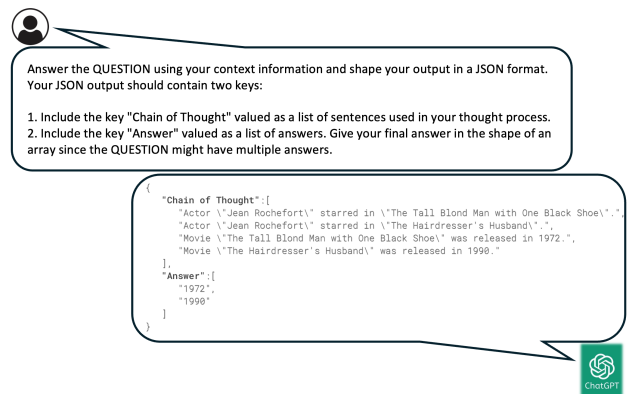 Answer the QUESTION using your context information and shape your output in a JSON format.
Your JSON output should contain two keys:
1. Include the key "Chain of Thought" valued as a list of sentences used in your thought process.
2. Include the key "Answer" valued as a list of answers. Give your final answer in the shape of an
array since the QUESTION might have multiple answers.
{
"Chain of Thought":[
"Actor \"Jean Rochefort\" starred in \"The Tall Blond Man with One Black Shoe\".",
"Actor \"Jean Rochefort\" starred in \"The Hairdresser's Husband\".",
"Movie \"The Tall Blond Man with One Black Shoe\" was released in 1972.",
"Movie \"The Hairdresser's Husband\" was released in 1990."
],
"Answer":[
"1972",
"1990"
]
}
ChatGPT